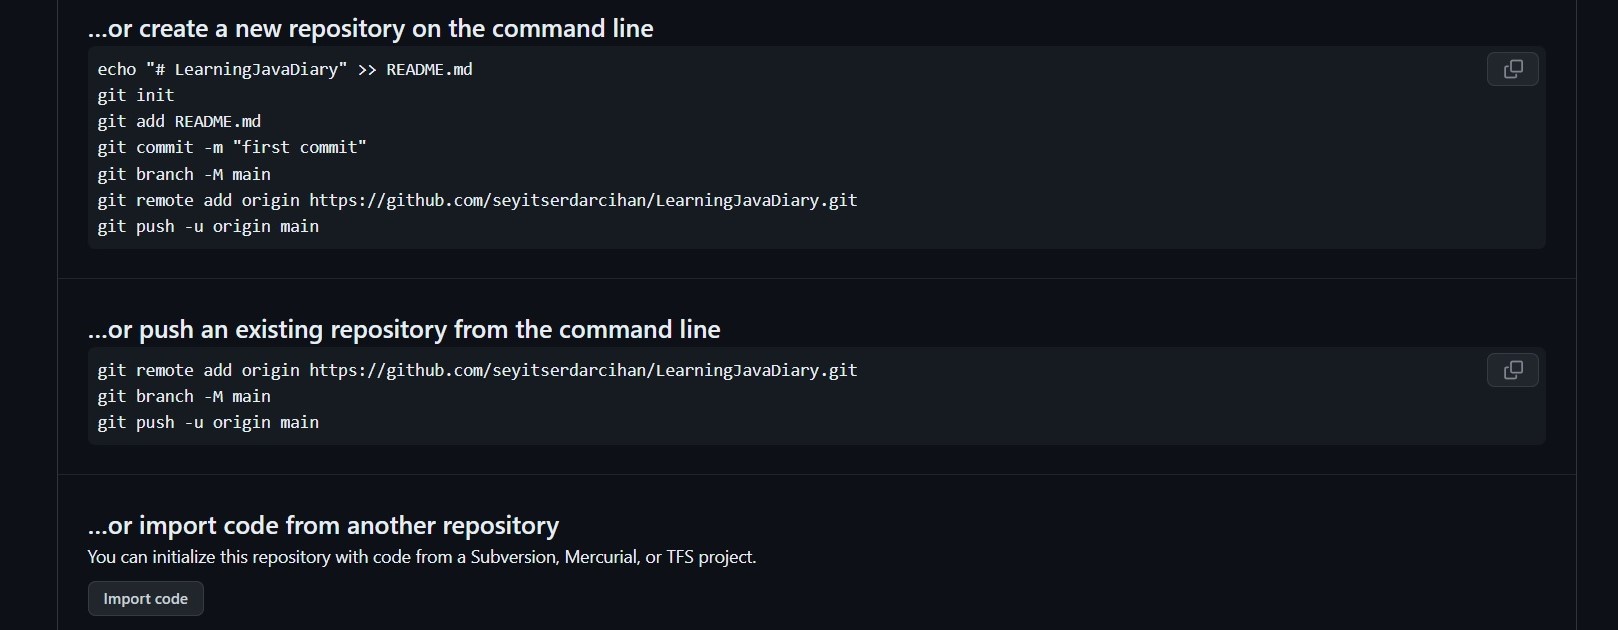 ...or create a new repository on the command line
echo "# LearningJavaDiary" >> README.md
git init
git add README.md
git commit -m "first commit"
git branch -M main
git remote add origin https://github.com/seyitserdarcihan/LearningJavaDiary.git
git push -u origin main
...or push an existing repository from the command line
git remote add origin https://github.com/seyitserdarcihan/LearningJavaDiary.git
git branch -M main
git push -u origin main
...or import code from another repository
You can initialize this repository with code from a Subversion, Mercurial, or TFS project.
Import code